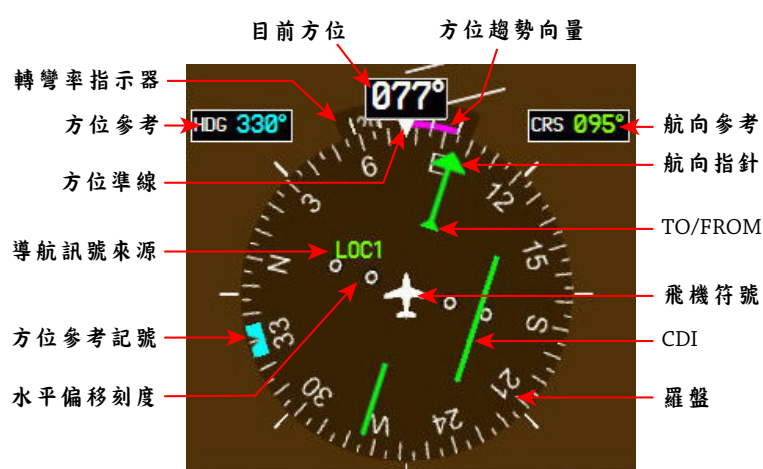 目前方位
方位趨勢向量
轉彎率指示器
077°
方位參考
HDG 330°
CRS 095°
航向參考
航向指針
方位準線
6
12
3
TO/FROM
導航訊號來源
LOC1
N
15
飛機符號
方位參考記號
33
S
CDI
水平偏移刻度
30
21
羅盤
W
24